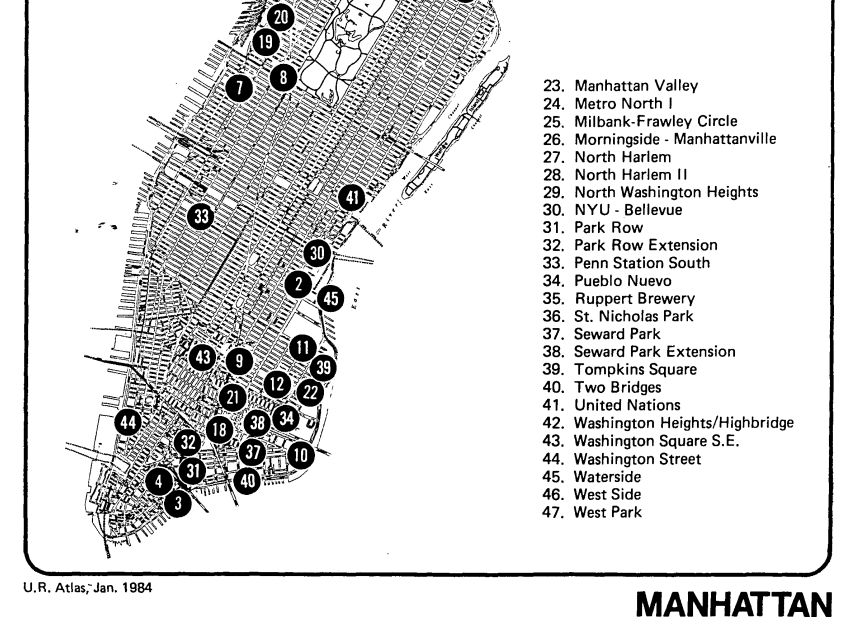 20
19
8
7
41
33
30
2
45
11
43
9
39
12
22
21
34
44
38
18
32
37
10
31
4
40
3
East
River
23. Manhattan Valley
24. Metro North I
25. Milbank-Frawley Circle
26. Morningside - Manhattanville
27. North Harlem
28. North Harlem II
29. North Washington Heights
30. NYU - Bellevue
31. Park Row
32. Park Row Extension
33. Penn Station South
34. Pueblo Nuevo
35. Ruppert Brewery
36. St. Nicholas Park
37. Seward Park
38. Seward Park Extension
39. Tompkins Square
40. Two Bridges
41. United Nations
42. Washington Heights/Highbridge
43. Washington Square S.E.
44. Washington Street
45. Waterside
46. West Side
47. West Park
U.R. Atlas, Jan. 1984
MANHATTAN